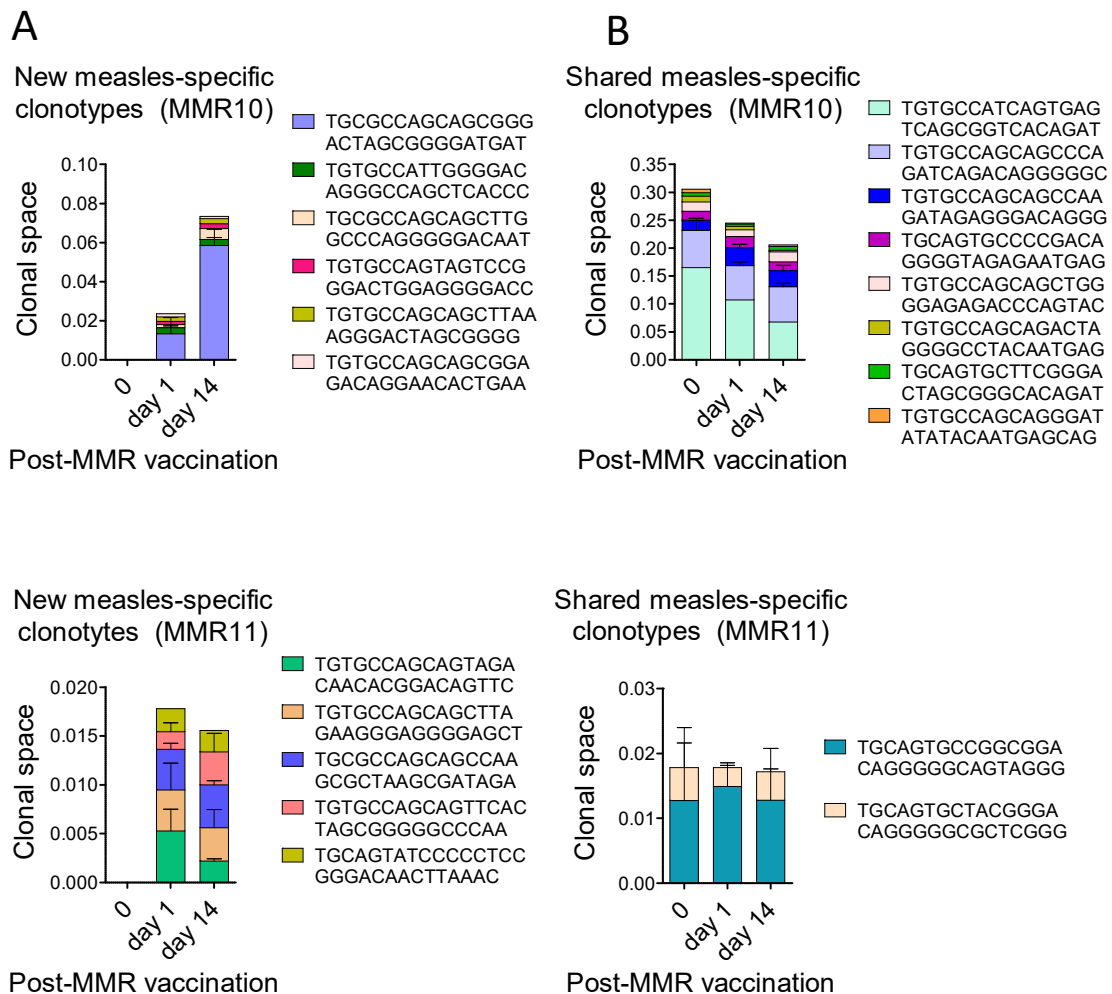 A
New measles-specific
clonotypes (MMR10)
Clonal space
0.10
0.08
0.06
0.04
0.02
0.00
0
day 1
day 14
Post-MMR vaccination
TGCGCCAGCAGCGGG
ACTAGCGGGGATGAT
TGTGCCATTGGGGAC
AGGGCCAGCTCACCC
TGCGCCAGCAGCTTG
GCCCAGGGGGACAAT
TGTGCCAGTAGTCCG
GGACTGGAGGGGACC
TGTGCCAGCAGCTTAA
AGGGACTAGCGGGG
TGTGCCAGCAGCGGA
GACAGGAACACTGAA
B
Shared measles-specific
clonotypes (MMR10)
Clonal space
0.35
0.30
0.25
0.20
0.15
0.10
0.05
0.00
0
day 1
day 14
Post-MMR vaccination
TGTGCCATCAGTGAG
TCAGCGGTCACAGAT
TGTGCCAGCAGCCCA
GATCAGACAGGGGGC
TGTGCCAGCAGCCAA
GATAGAGGGACAGGG
TGCAGTGCCCCGACA
GGGGTAGAGAATGAG
TGTGCCAGCAGCTGG
GGAGAGACCCAGTAC
TGTGCCAGCAGACTA
GGGGCCTACAATGAG
TGCAGTGCTTCGGGA
CTAGCGGGCACAGAT
TGTGCCAGCAGGGAT
ATATACAATGAGCAG
New measles-specific
clonotytes (MMR11)
Clonal space
0.020
0.015
0.010
0.005
0.000
0
day 1
day 14
Post-MMR vaccination
TGTGCCAGCAGTAGA
CAACACGGACAGTTC
TGTGCCAGCAGCTTA
GAAGGGAGGGGAGCT
TGCGCCAGCAGCCAA
GCGCTAAGCGATAGA
TGTGCCAGCAGTTCAC
TAGCGGGGGCCCAA
TGCAGTATCCCCCTCC
GGGACAACTTAAAC
Shared measles-specific
clonotypes (MMR11)
Clonal space
0.03
0.02
0.01
0.00
0
day 1
day 14
Post-MMR vaccination
TGCAGTGCCGGCGGA
CAGGGGGCAGTAGGG
TGCAGTGCTACGGGA
CAGGGGGCGCTCGGG